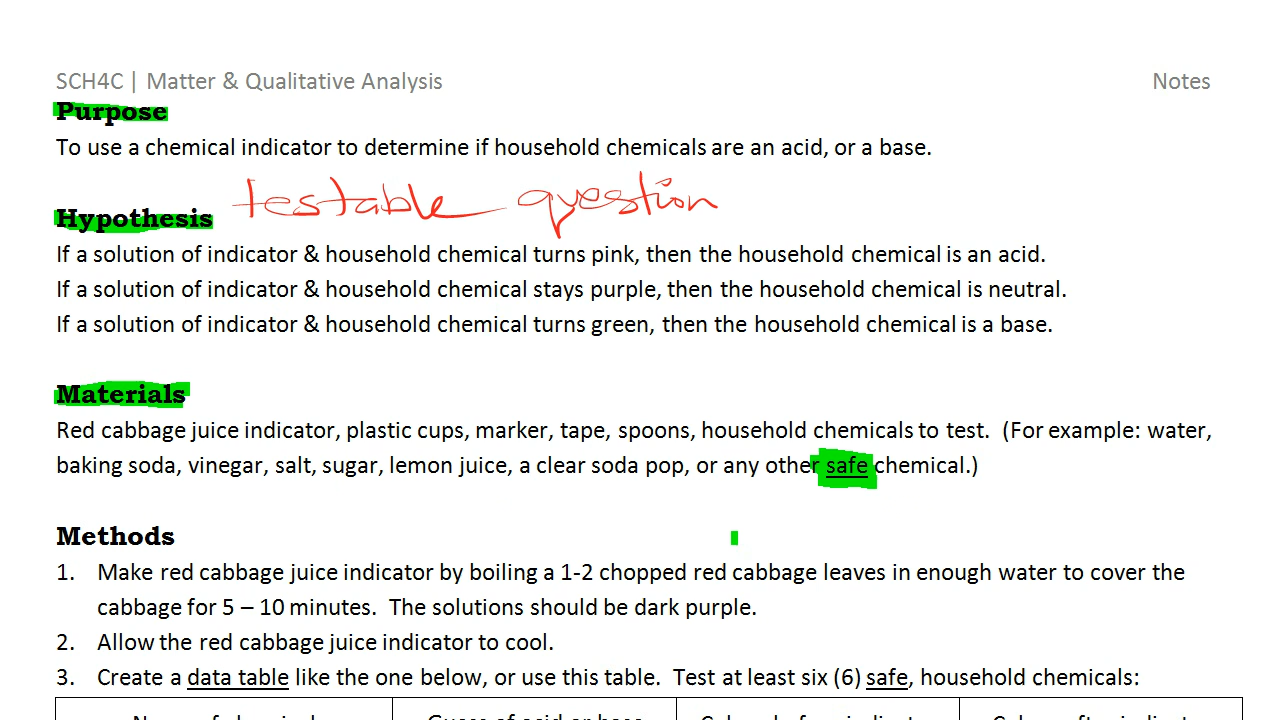 SCH4C | Matter & Qualitative Analysis Notes
Purpose
To use a chemical indicator to determine if household chemicals are an acid, or a base.
testable question
Hypothesis
If a solution of indicator & household chemical turns pink, then the household chemical is an acid.
If a solution of indicator & household chemical stays purple, then the household chemical is neutral.
If a solution of indicator & household chemical turns green, then the household chemical is a base.
Materials
Red cabbage juice indicator, plastic cups, marker, tape, spoons, household chemicals to test. (For example: water,
baking soda, vinegar, salt, sugar, lemon juice, a clear soda pop, or any other safe chemical.)
Methods
1. Make red cabbage juice indicator by boiling a 1-2 chopped red cabbage leaves in enough water to cover the
cabbage for 5 – 10 minutes. The solutions should be dark purple.
2. Allow the red cabbage juice indicator to cool.
3. Create a data table like the one below, or use this table. Test at least six (6) safe, household chemicals: